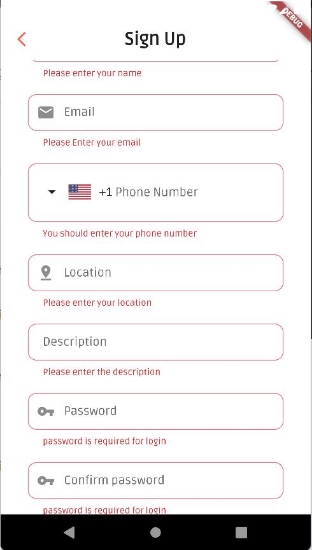 DEBUG
Sign Up
Please enter your name
Email
Please Enter your email
+1 Phone Number
You should enter your phone number
Location
Please enter your location
Description
Please enter the description
Password
password is required for login
Confirm password
password is required for login